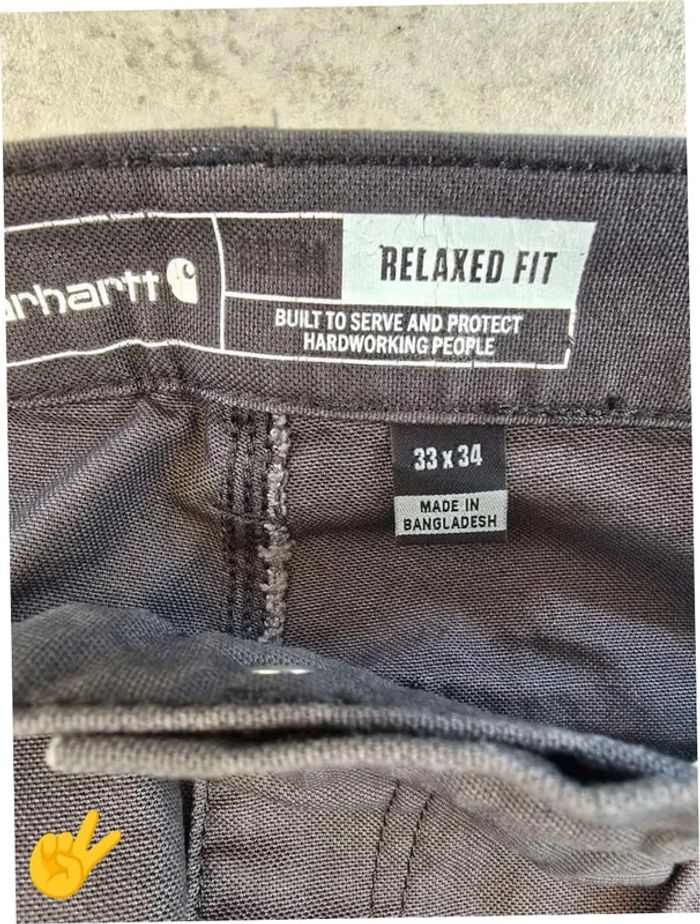 arhartt
RELAXED FIT
BUILT TO SERVE AND PROTECT
HARDWORKING PEOPLE
33 x 34
MADE IN
BANGLADESH